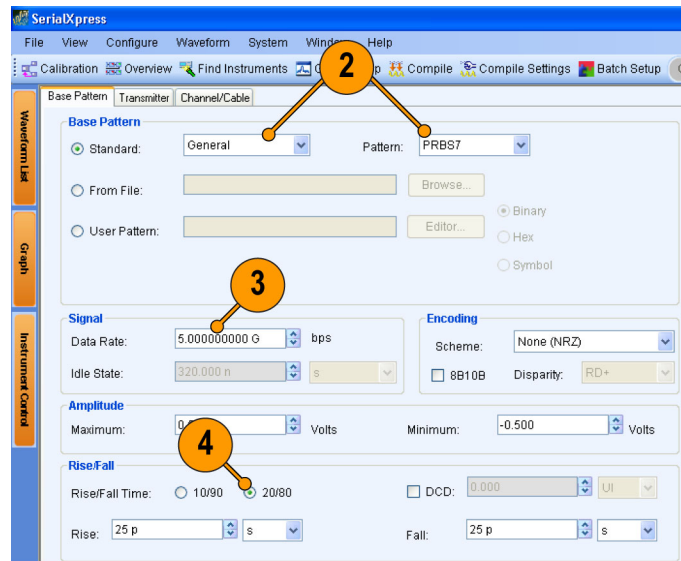 SerialXpress
File View Configure Waveform System Window Help
Calibration Overview Find Instruments Compile Compile Settings Batch Setup
Base Pattern Transmitter Channel/Cable
Waveform List
Graph
Instrument Control
Base Pattern
Standard: General Pattern: PRBS7
2
From File: Browse...
User Pattern: Editor...
Binary
Hex
Symbol
3
Signal
Data Rate: 5.000000000 G bps
Idle State: 320.000 n s
Encoding
Scheme: None (NRZ)
8B10B Disparity: RD+
Amplitude
Maximum: Volts Minimum: -0.500 Volts
4
Rise/Fall
Rise/Fall Time: 10/90 20/80 DCD: 0.000 UI
Rise: 25 p s Fall: 25 p s